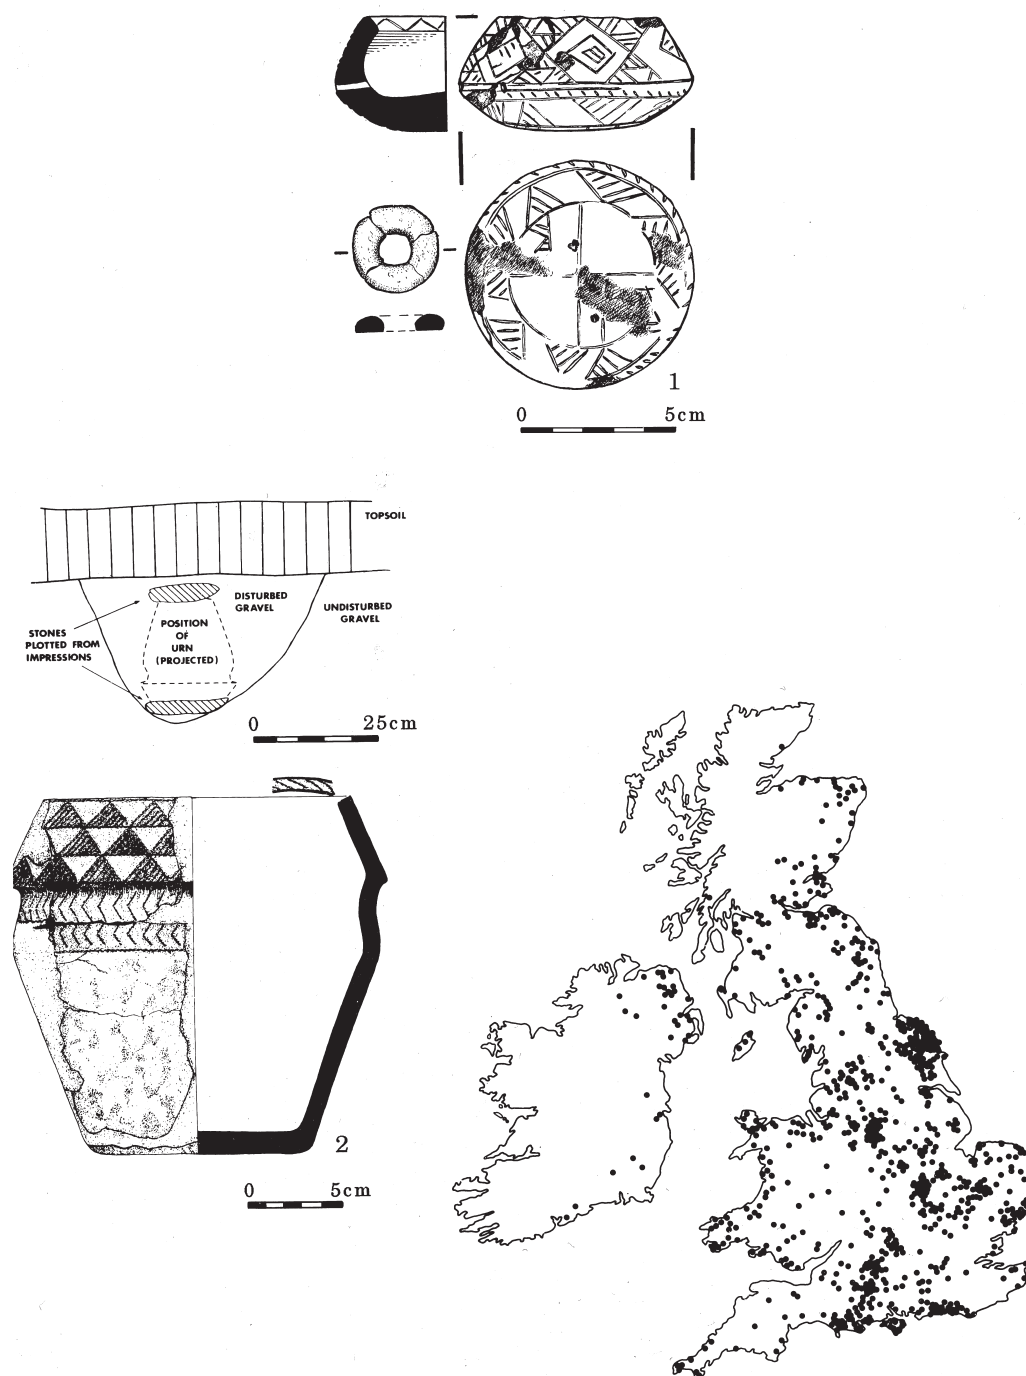 1
0 5cm
TOPSOIL
DISTURBED
GRAVEL
UNDISTURBED
GRAVEL
STONES
PLOTTED FROM
IMPRESSIONS
POSITION
OF
URN
(PROJECTED)
0 25cm
2
0 5cm